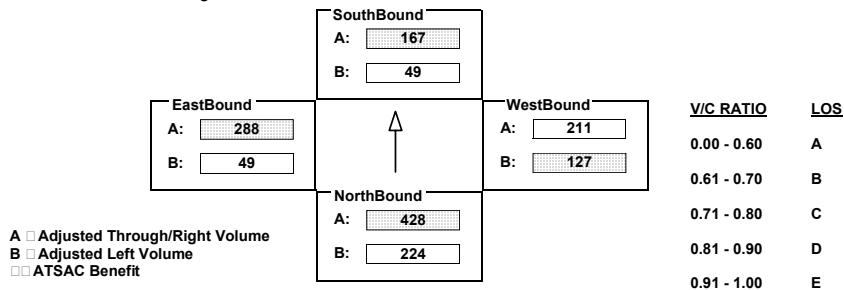 SouthBound
A: 167
B: 49
EastBound
A: 288
B: 49
WestBound
A: 211
B: 127
NorthBound
A: 428
B: 224
A □ Adjusted Through/Right Volume
B □ Adjusted Left Volume
□□ ATSAC Benefit
V/C RATIO LOS
0.00 - 0.60 A
0.61 - 0.70 B
0.71 - 0.80 C
0.81 - 0.90 D
0.91 - 1.00 E